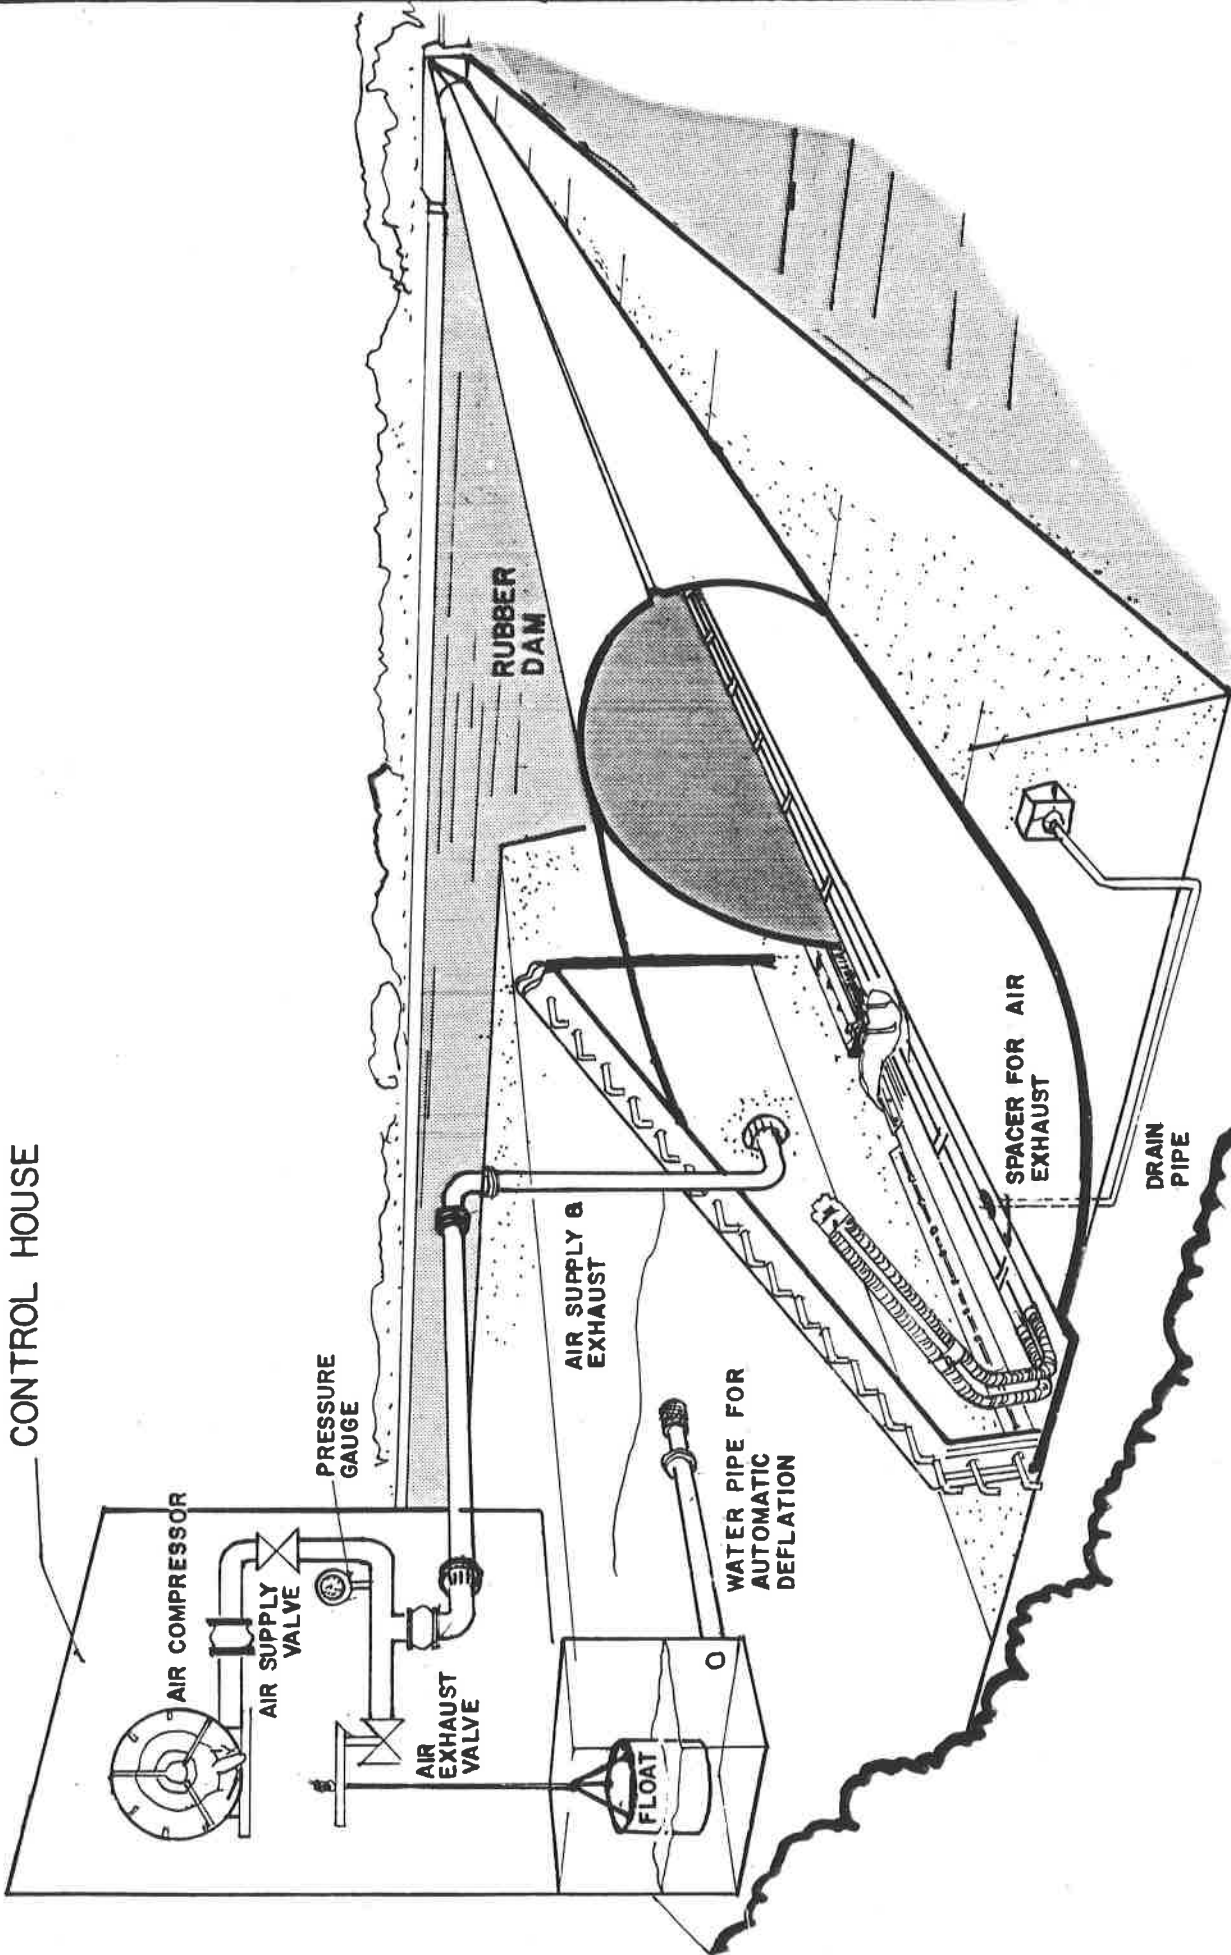 CONTROL HOUSE
AIR COMPRESSOR
AIR SUPPLY
VALVE
PRESSURE
GAUGE
AIR
EXHAUST
VALVE
FLOAT
WATER PIPE FOR
AUTOMATIC
DEFLATION
AIR SUPPLY &
EXHAUST
RUBBER
DAM
SPACER FOR AIR
EXHAUST
DRAIN
PIPE